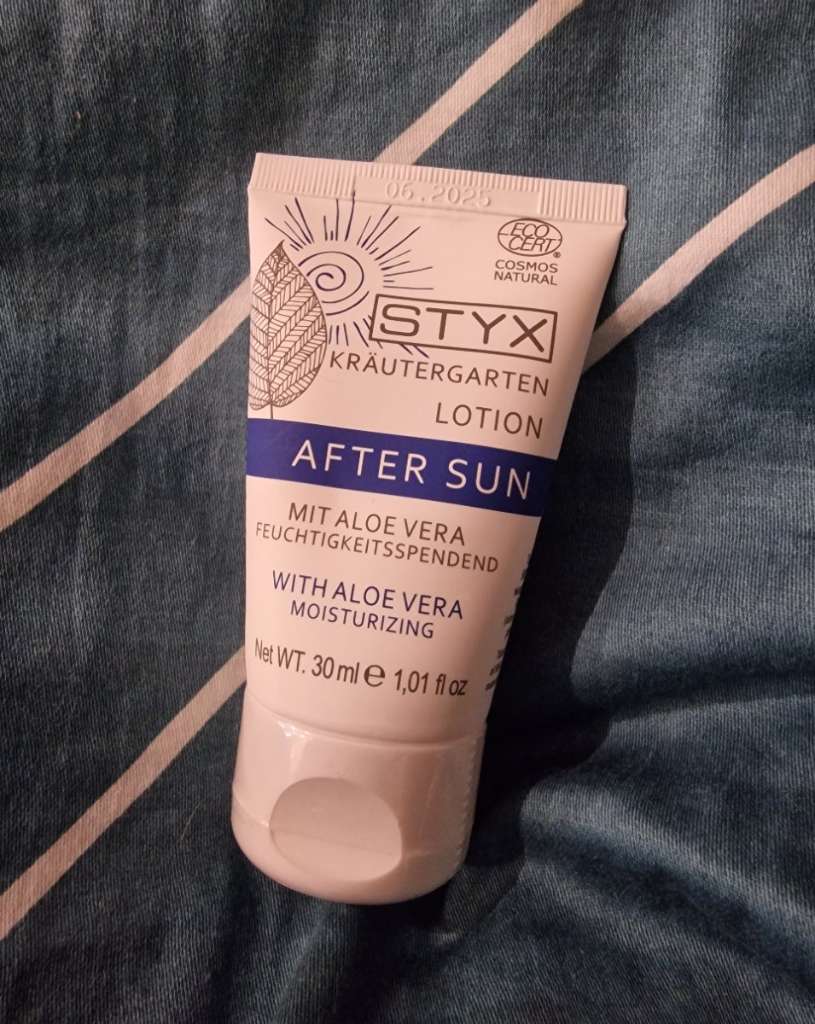 06.2025
ECO
CERT®
COSMOS
NATURAL
STYX
KRÄUTERGARTEN
LOTION
AFTER SUN
MIT ALOE VERA
FEUCHTIGKEITSSPENDEND
WITH ALOE VERA
MOISTURIZING
Net WT. 30 ml e 1,01 fl oz